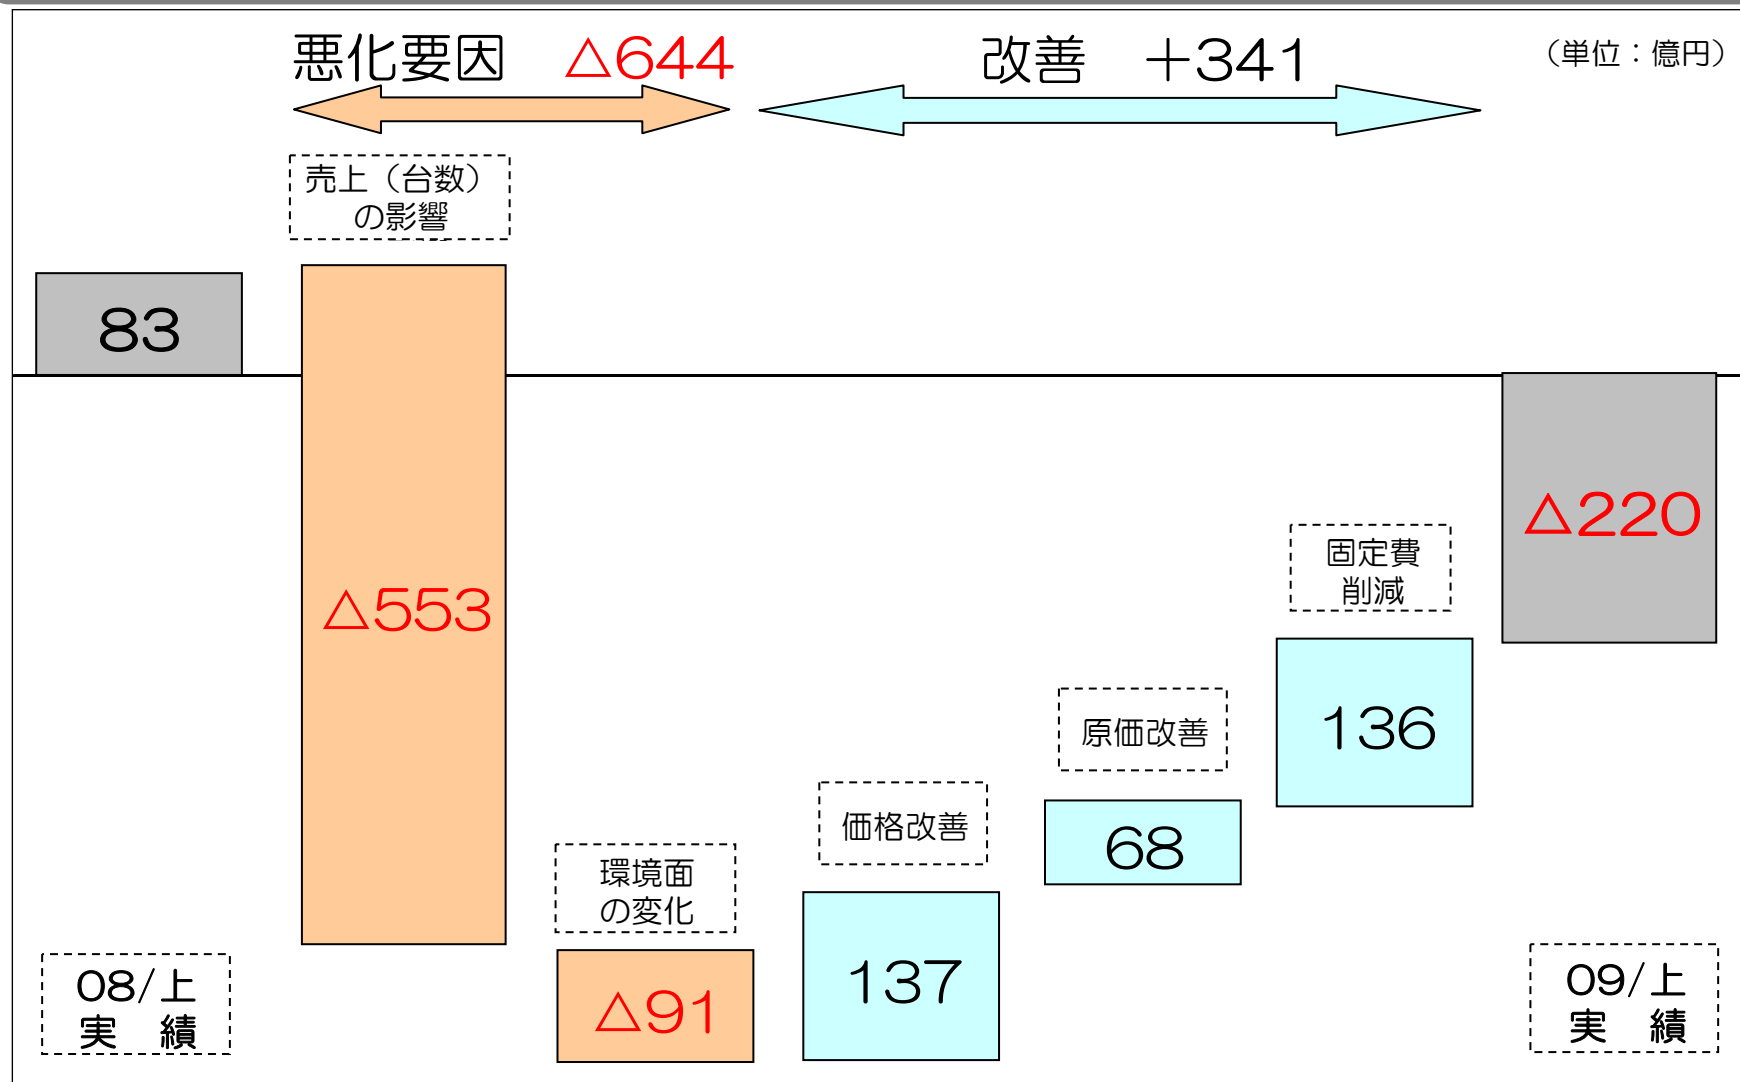 悪化要因　△644
改善　＋341
（単位：億円）
売上（台数）
の影響
83
△553
△220
固定費
削減
136
原価改善
68
価格改善
137
環境面
の変化
△91
08/上
実　績
09/上
実　績